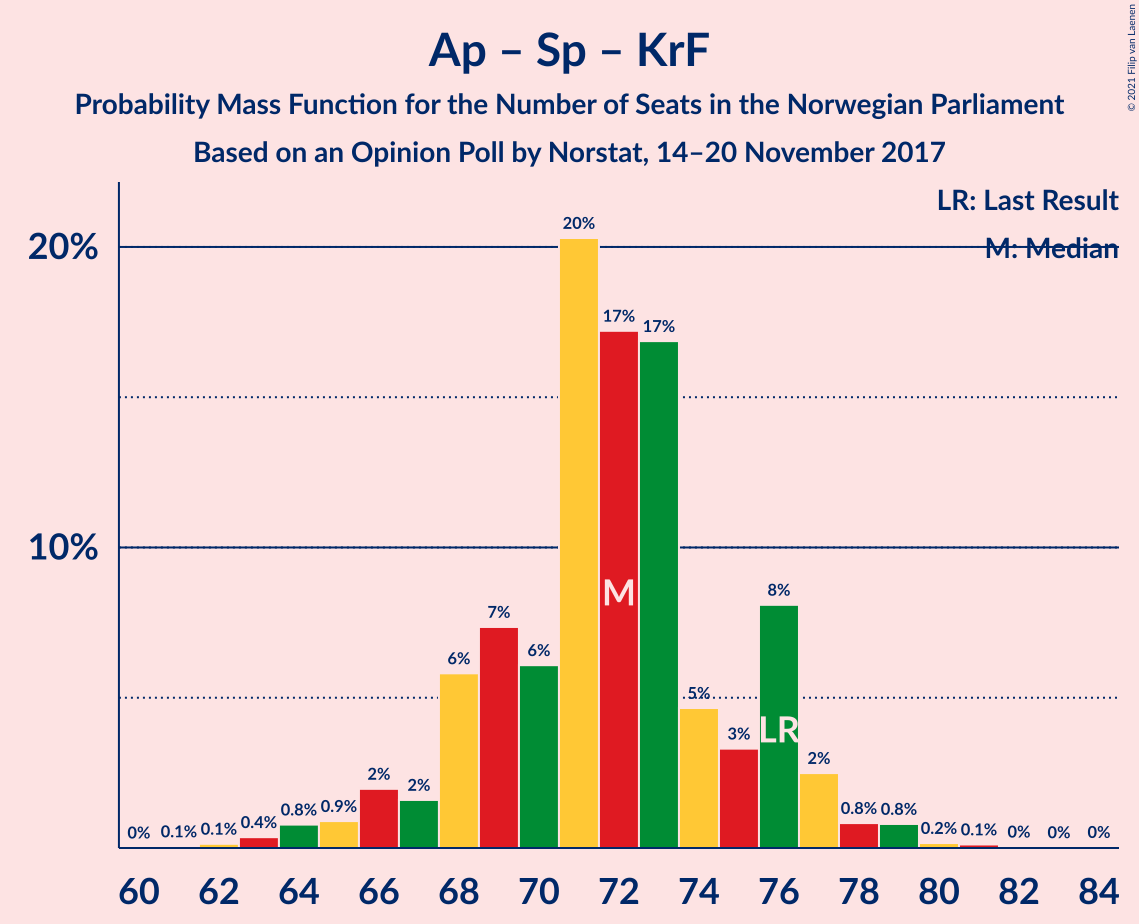 Ap – Sp – KrF
Probability Mass Function for the Number of Seats in the Norwegian Parliament
Based on an Opinion Poll by Norstat, 14–20 November 2017
© 2021 Filip van Laenen
LR: Last Result
M: Median
20%
10%
0% 0.1% 0.1% 0.4% 0.8% 0.9% 2% 2% 6% 7% 6% 20% 17% 17% 5% 3% 8% 2% 0.8% 0.8% 0.2% 0.1% 0% 0% 0%
M
LR
60 62 64 66 68 70 72 74 76 78 80 82 84